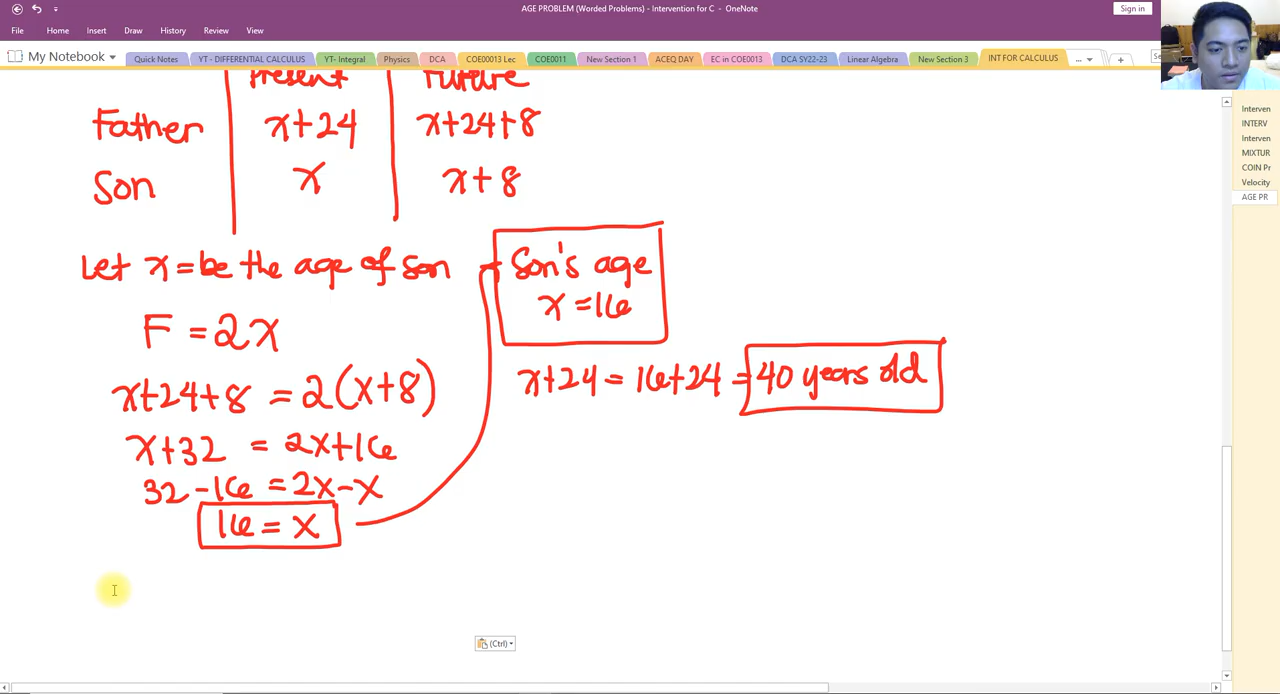 AGE PROBLEM (Worded Problems) - Intervention for C - OneNote
Sign in
File Home Insert Draw History Review View
My Notebook
Quick Notes YT - DIFFERENTIAL CALCULUS YT- Integral Physics DCA COE00013 Lec COE0011 New Section 1 ACEQ DAY EC in COE0013 DCA SY22-23 Linear Algebra New Section 3 INT FOR CALCULUS ... +
Present Future
Father x+24 x+24+8
Son x x+8
Let x = be the age of son
Son's age
x = 16
F = 2x
x+24+8 = 2(x+8)
x+24 = 16+24 = 40 years old
x+32 = 2x+16
32-16 = 2x-x
16 = x
(Ctrl)
Interven
INTERV
Interven
MIXTUR
COIN Pr
Velocity
AGE PR